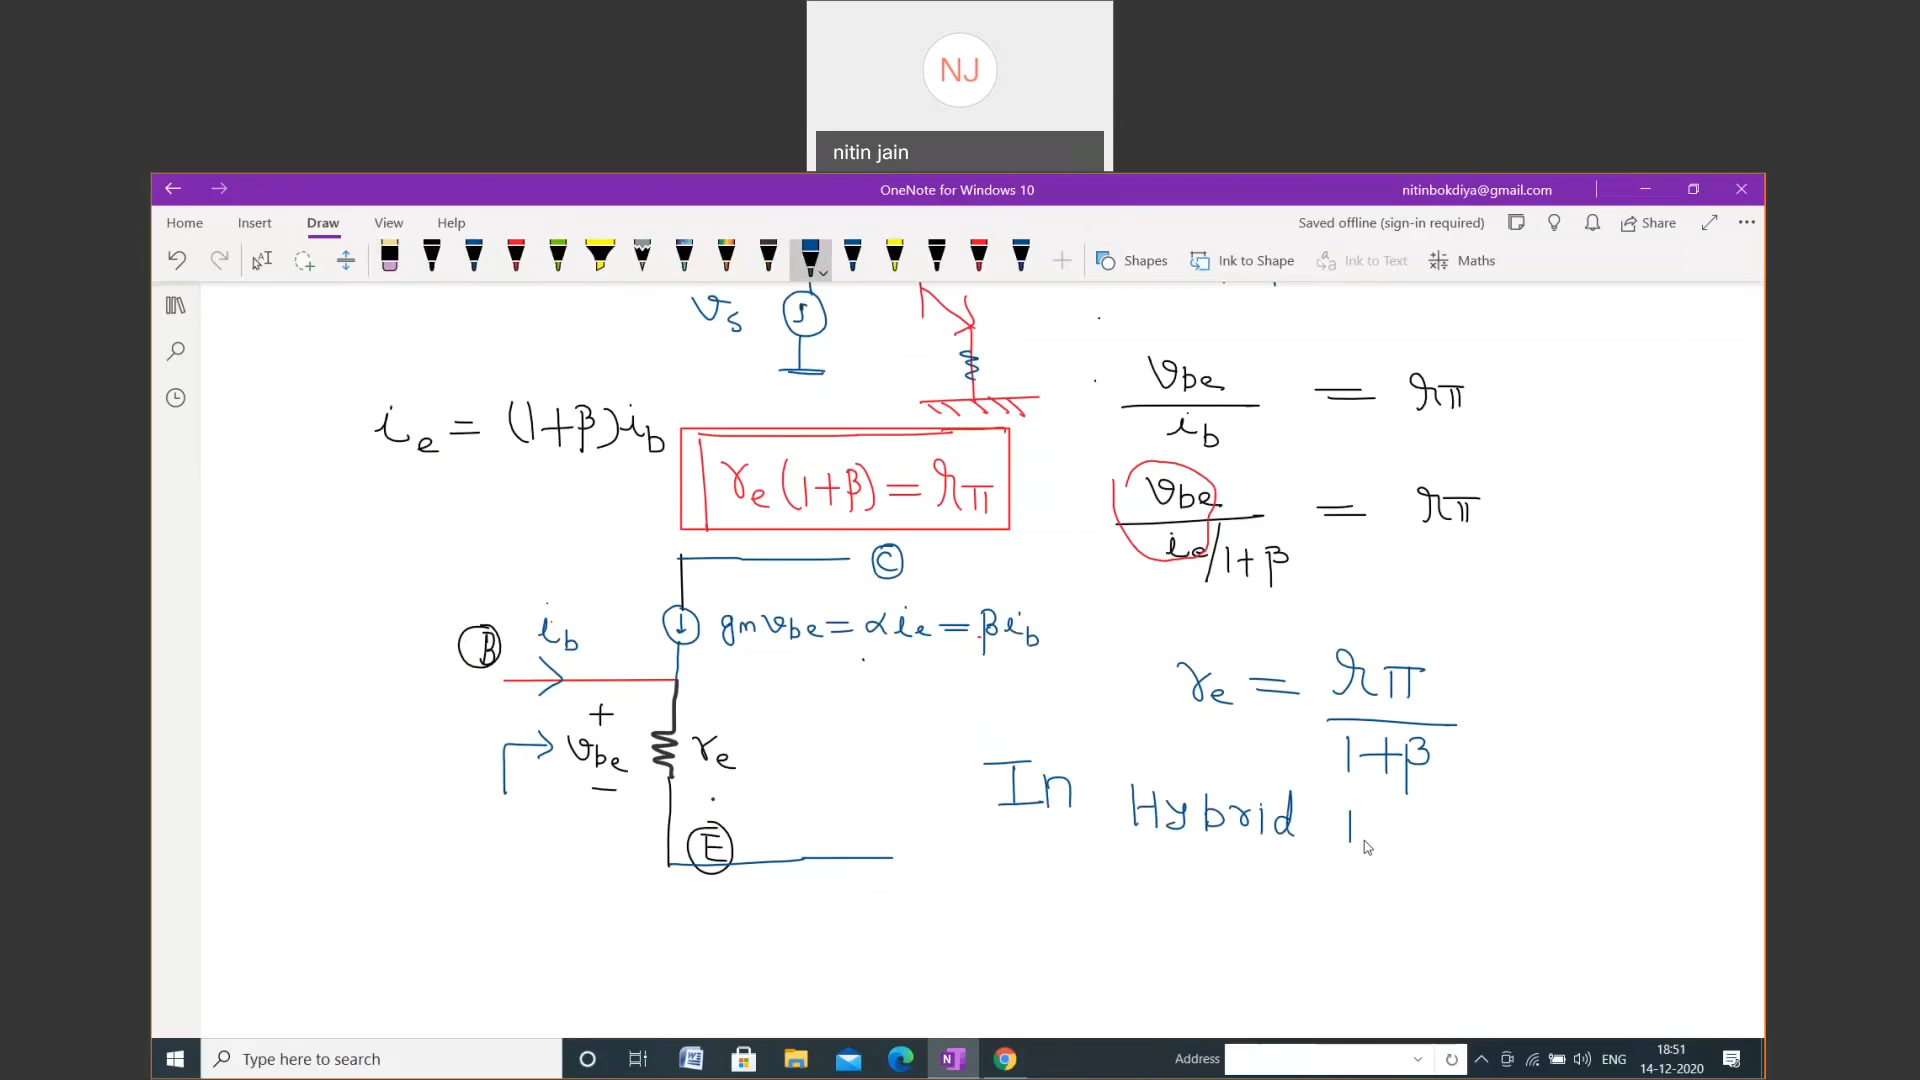 NJ
nitin jain
OneNote for Windows 10
nitinbokdiya@gmail.com
Home Insert Draw View Help
Saved offline (sign-in required) Share
Shapes Ink to Shape Ink to Text Maths
vs
vbe / ib = rπ
ie = (1+β)ib
re(1+β) = rπ
vbe / ie/1+β = rπ
C
B ib
gmvbe = αie = βib
re = rπ / 1+β
+
vbe re
−
In Hybrid
E
Type here to search
Address
ENG
18:51
14-12-2020